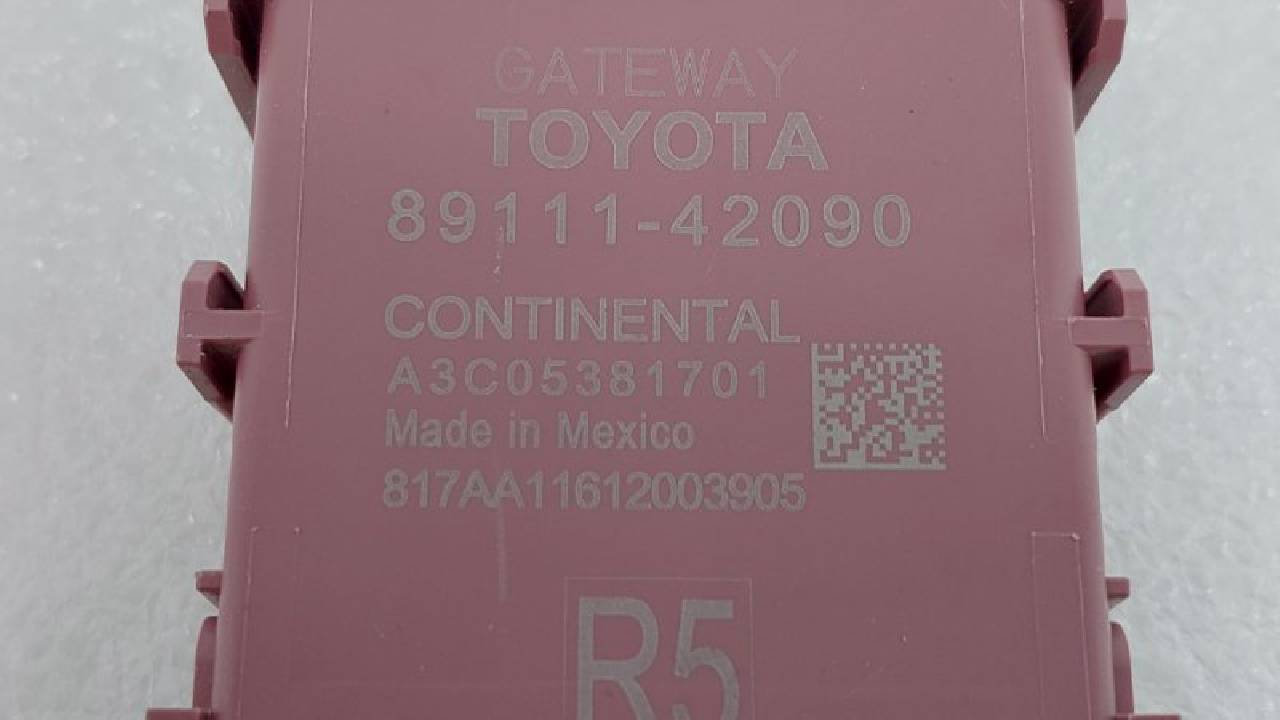 GATEWAY
TOYOTA
89111-42090
CONTINENTAL
A3C05381701
Made in Mexico
817AA11612003905
R5